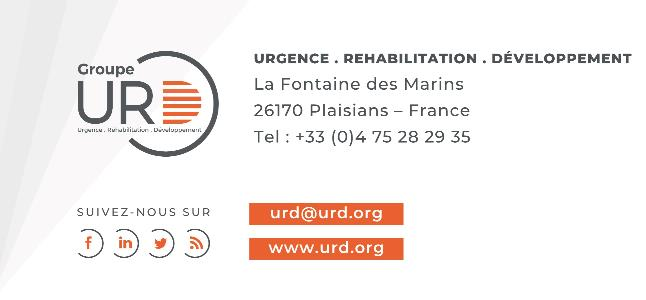 Groupe
URD
Urgence . Rehabilitation . Développement
URGENCE . REHABILITATION . DÉVELOPPEMENT
La Fontaine des Marins
26170 Plaisians – France
Tel : +33 (0)4 75 28 29 35
SUIVEZ-NOUS SUR
urd@urd.org
www.urd.org